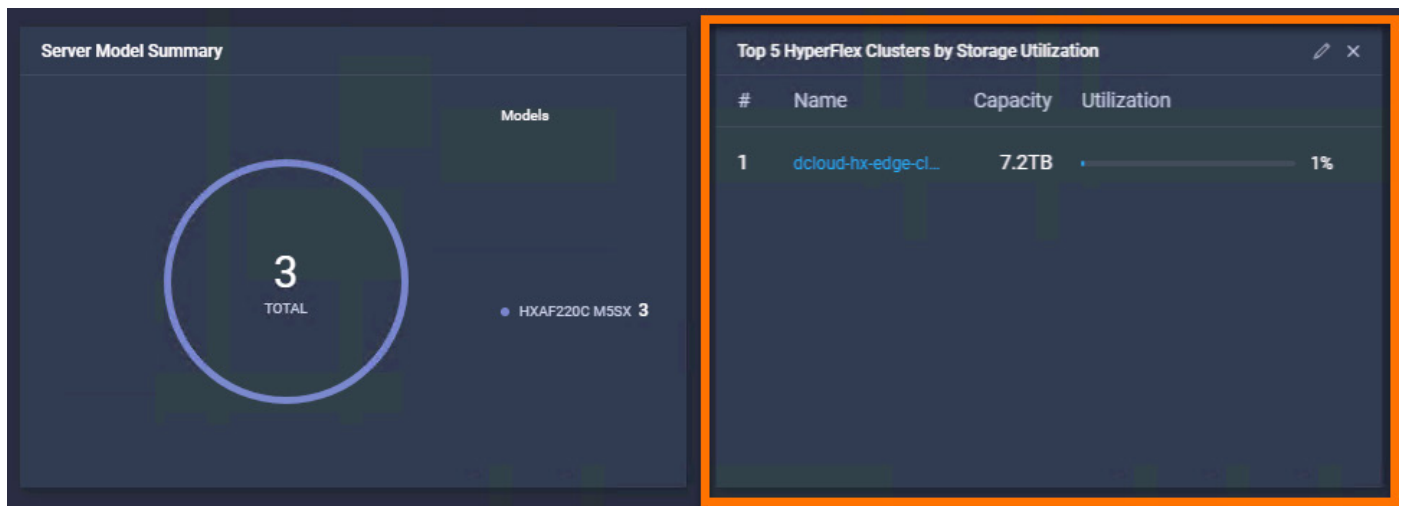 Server Model Summary
Models
3
TOTAL
HXAF220C M5SX 3
Top 5 HyperFlex Clusters by Storage Utilization
# Name Capacity Utilization
1 dcloud-hx-edge-cl... 7.2TB 1%